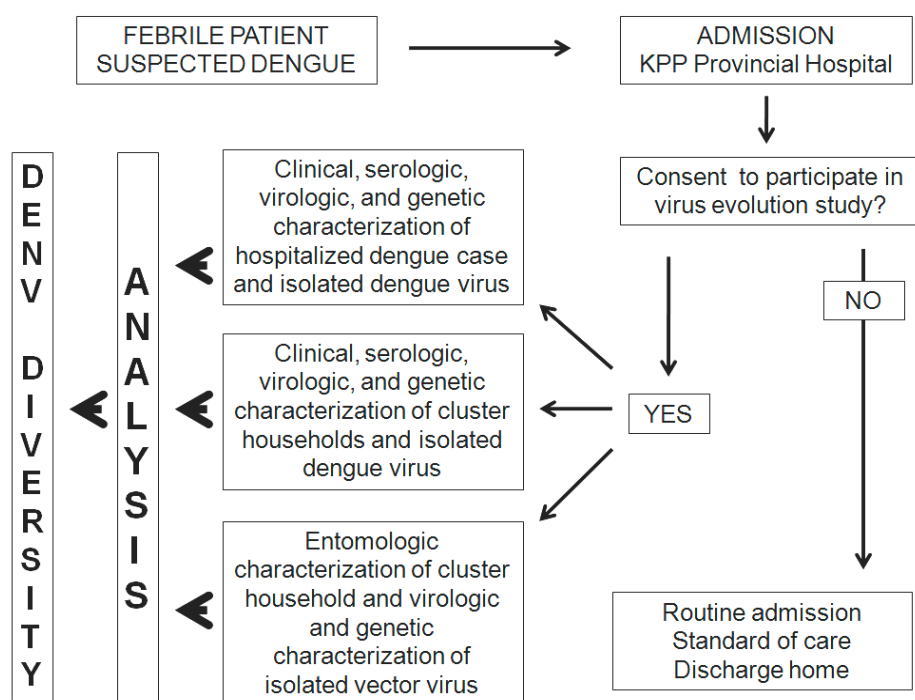 FEBRILE PATIENT
SUSPECTED DENGUE
ADMISSION
KPP Provincial Hospital
Consent to participate in
virus evolution study?
NO
YES
Routine admission
Standard of care
Discharge home
Clinical, serologic,
virologic, and genetic
characterization of
hospitalized dengue case
and isolated dengue virus
Clinical, serologic,
virologic, and genetic
characterization of cluster
households and isolated
dengue virus
Entomologic
characterization of cluster
household and virologic
and genetic
characterization of
isolated vector virus
ANALYSIS
DENV DIVERSITY